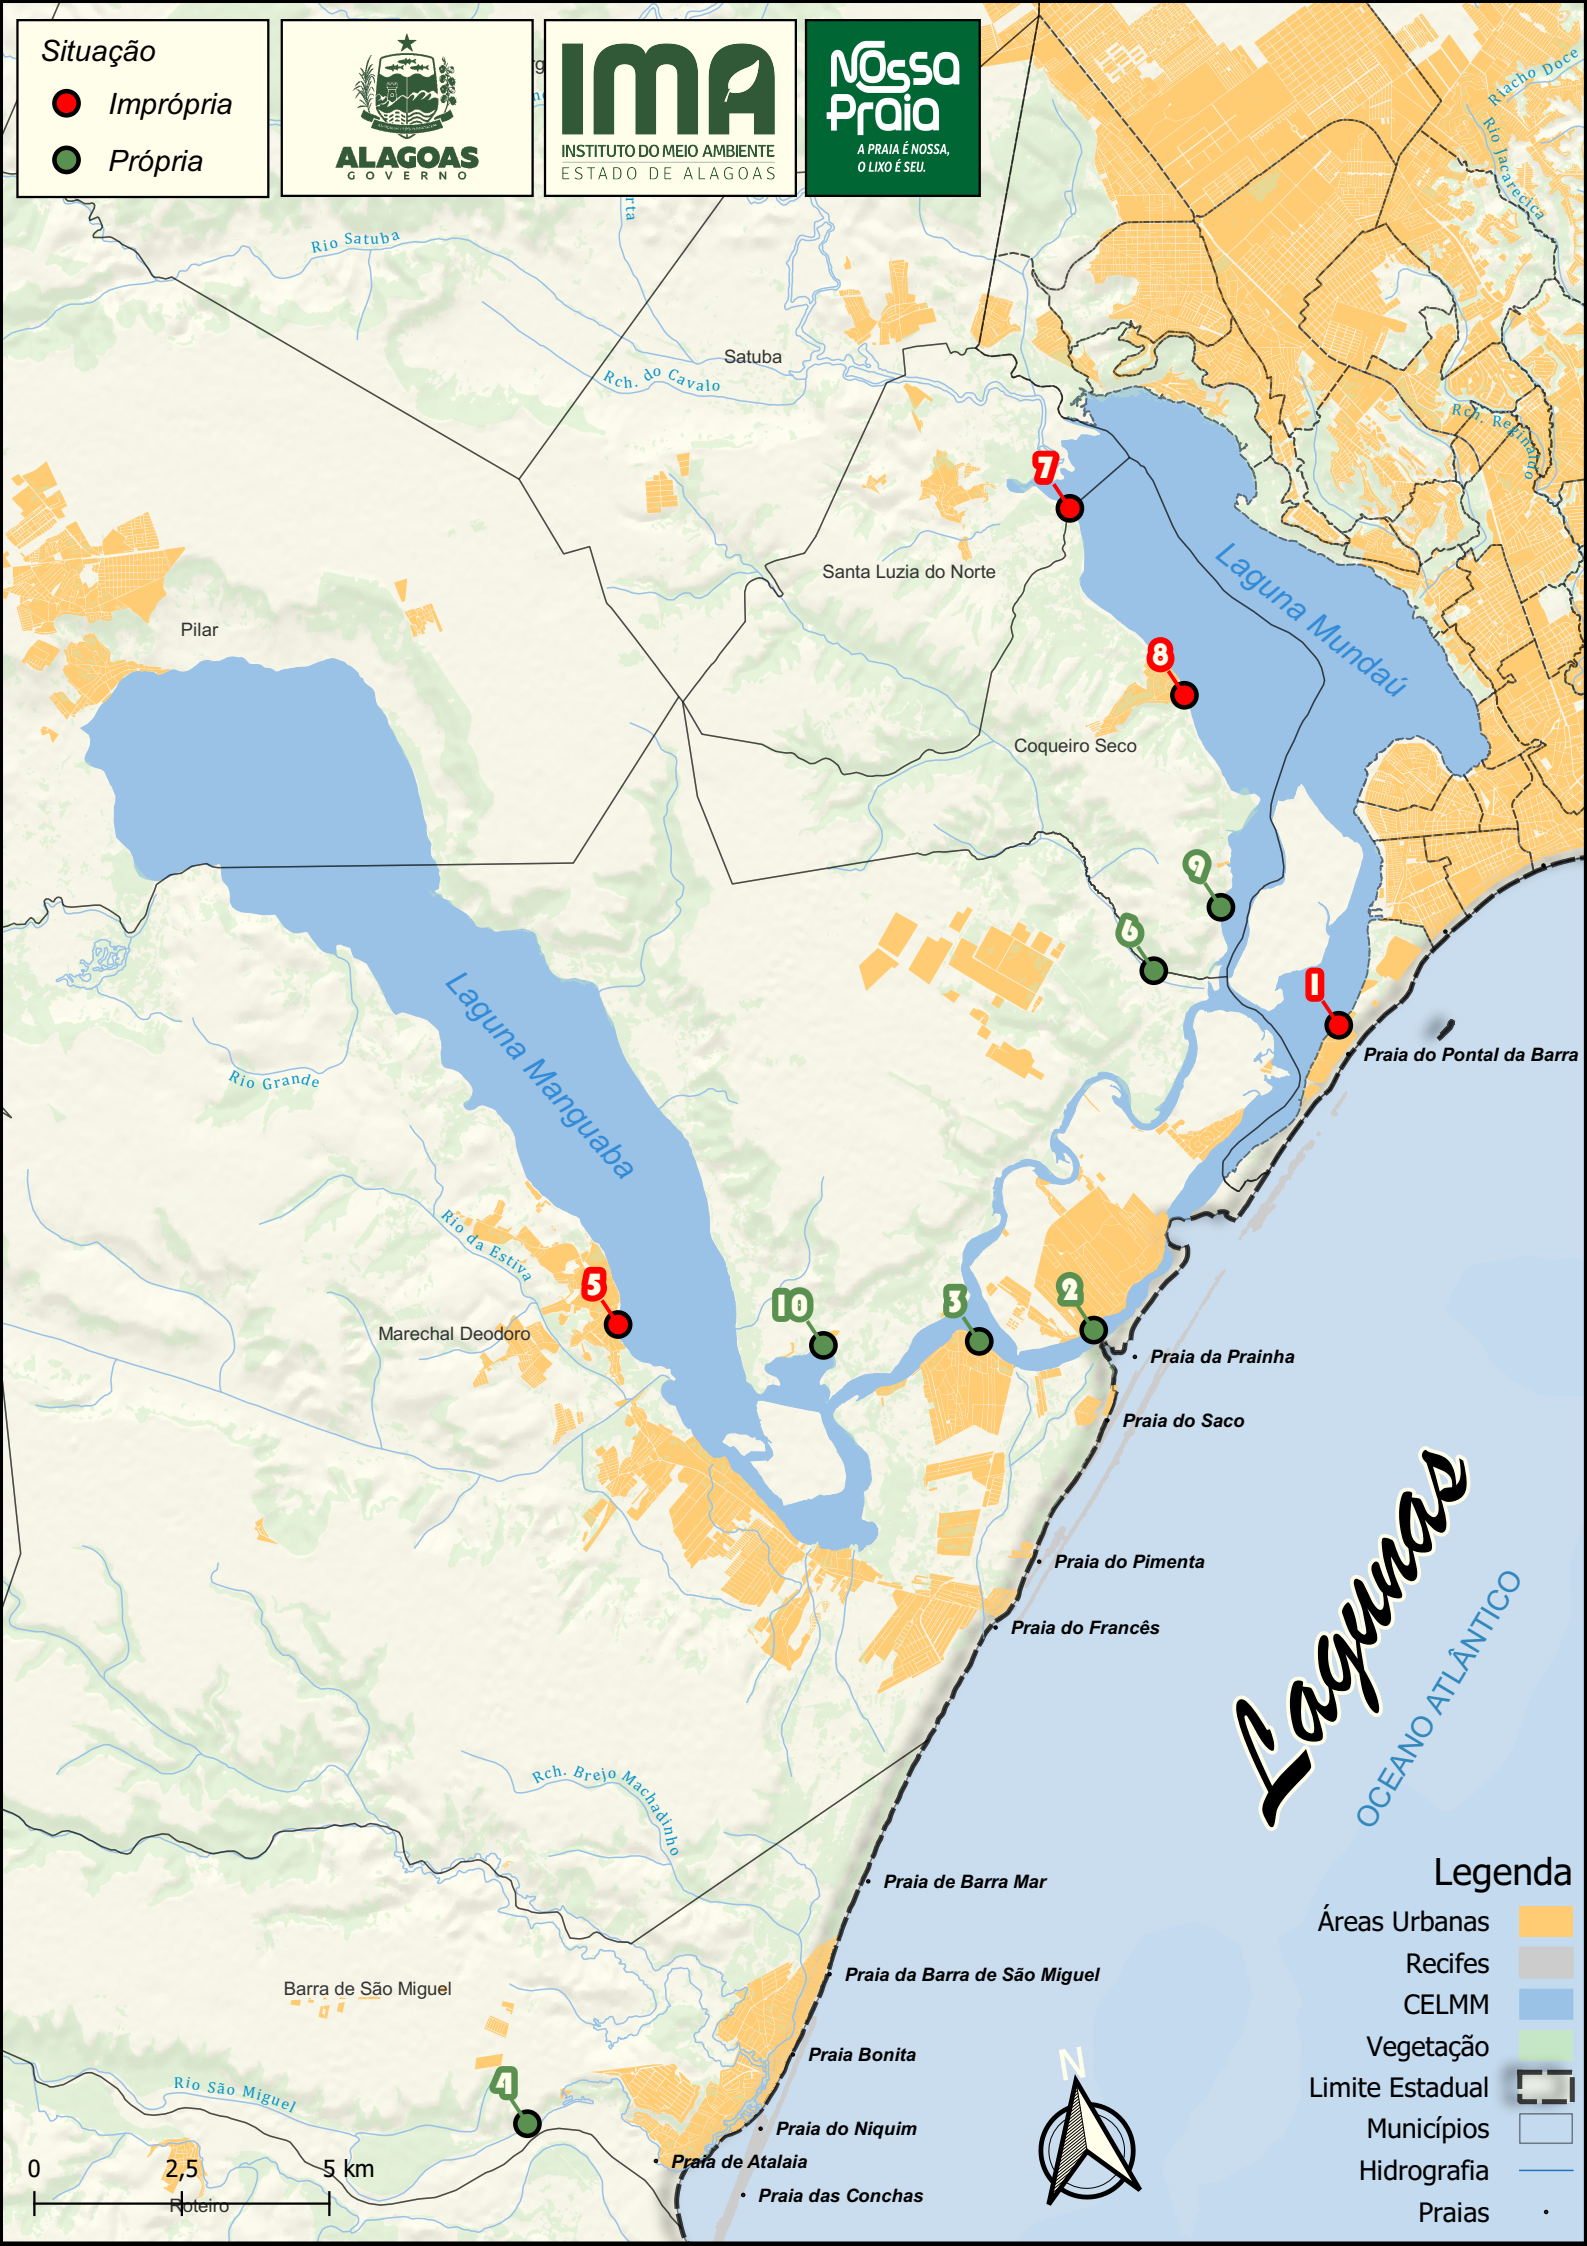 Situação
Imprópria
Própria
ALAGOAS
GOVERNO
IMA
INSTITUTO DO MEIO AMBIENTE
ESTADO DE ALAGOAS
Nossa
Praia
A PRAIA É NOSSA,
O LIXO É SEU.
Riacho Doce
Rio Jacarecica
Rio Satuba
Satuba
Rch. do Cavalo
Rch. Reginaldo
7
Santa Luzia do Norte
Laguna Mundaú
Pilar
8
Coqueiro Seco
9
6
1
Laguna Manguaba
Praia do Pontal da Barra
Rio Grande
Rio da Estiva
5
10
3
2
Marechal Deodoro
Praia da Prainha
Praia do Saco
Praia do Pimenta
Praia do Francês
Lagunas
OCEANO ATLÂNTICO
Rch. Brejo Machadinho
Praia de Barra Mar
Praia da Barra de São Miguel
Barra de São Miguel
Praia Bonita
4
Rio São Miguel
Praia do Niquim
Praia de Atalaia
Praia das Conchas
0 2,5 5 km
Roteiro
N
Legenda
Áreas Urbanas
Recifes
CELMM
Vegetação
Limite Estadual
Municípios
Hidrografia
Praias